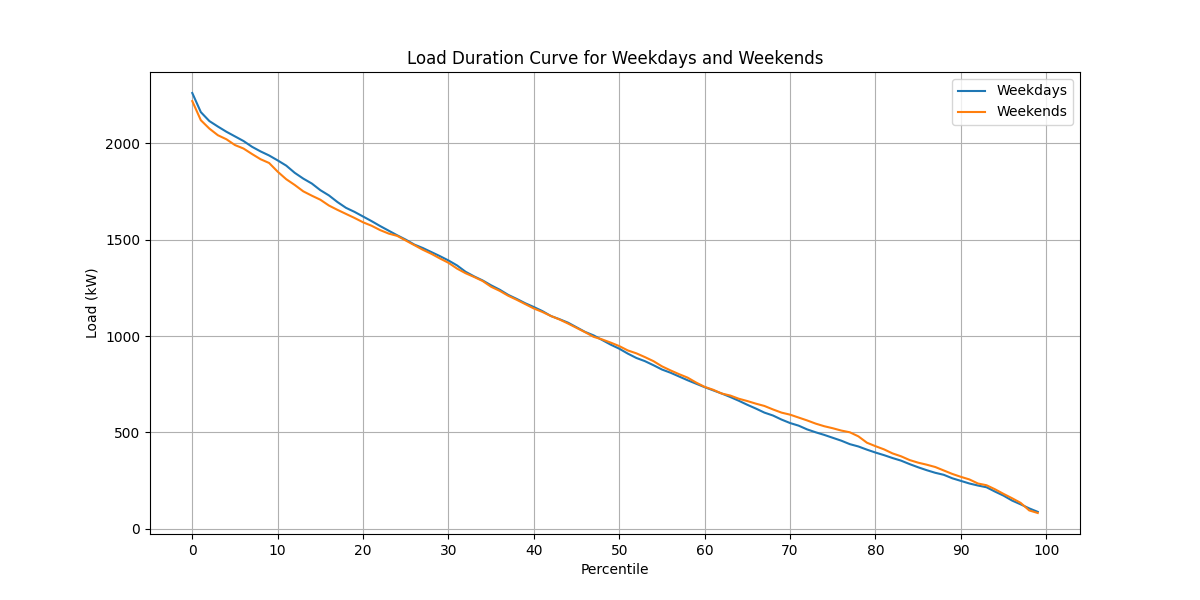 Load Duration Curve for Weekdays and Weekends
Weekdays
Weekends
2000
1500
1000
500
0
Load (kW)
0 10 20 30 40 50 60 70 80 90 100
Percentile